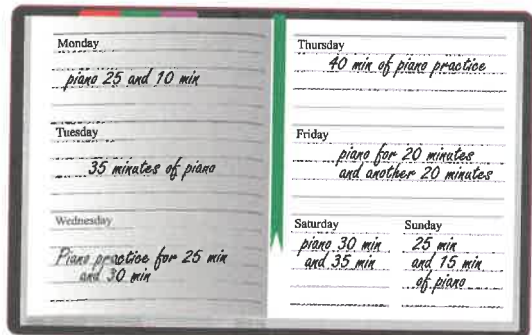 Monday
piano 25 and 10 min
Tuesday
35 minutes of piano
Wednesday
Piano practice for 25 min
and 30 min
Thursday
40 min of piano practice
Friday
piano for 20 minutes
and another 20 minutes
Saturday
piano 30 min
and 35 min
Sunday
25 min
and 15 min
of piano